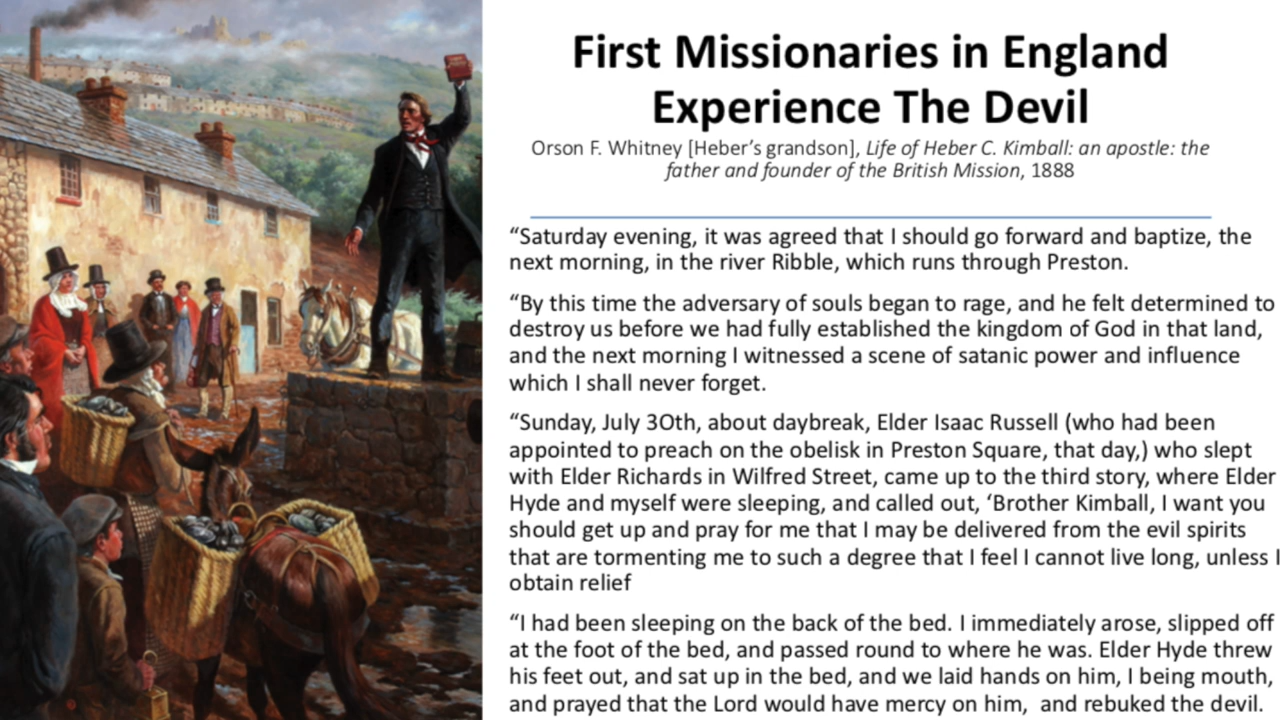 First Missionaries in England
Experience The Devil
Orson F. Whitney [Heber’s grandson], Life of Heber C. Kimball: an apostle: the
father and founder of the British Mission, 1888
“Saturday evening, it was agreed that I should go forward and baptize, the
next morning, in the river Ribble, which runs through Preston.
“By this time the adversary of souls began to rage, and he felt determined to
destroy us before we had fully established the kingdom of God in that land,
and the next morning I witnessed a scene of satanic power and influence
which I shall never forget.
“Sunday, July 3Oth, about daybreak, Elder Isaac Russell (who had been
appointed to preach on the obelisk in Preston Square, that day,) who slept
with Elder Richards in Wilfred Street, came up to the third story, where Elder
Hyde and myself were sleeping, and called out, ‘Brother Kimball, I want you
should get up and pray for me that I may be delivered from the evil spirits
that are tormenting me to such a degree that I feel I cannot live long, unless I
obtain relief
“I had been sleeping on the back of the bed. I immediately arose, slipped off
at the foot of the bed, and passed round to where he was. Elder Hyde threw
his feet out, and sat up in the bed, and we laid hands on him, I being mouth,
and prayed that the Lord would have mercy on him,  and rebuked the devil.